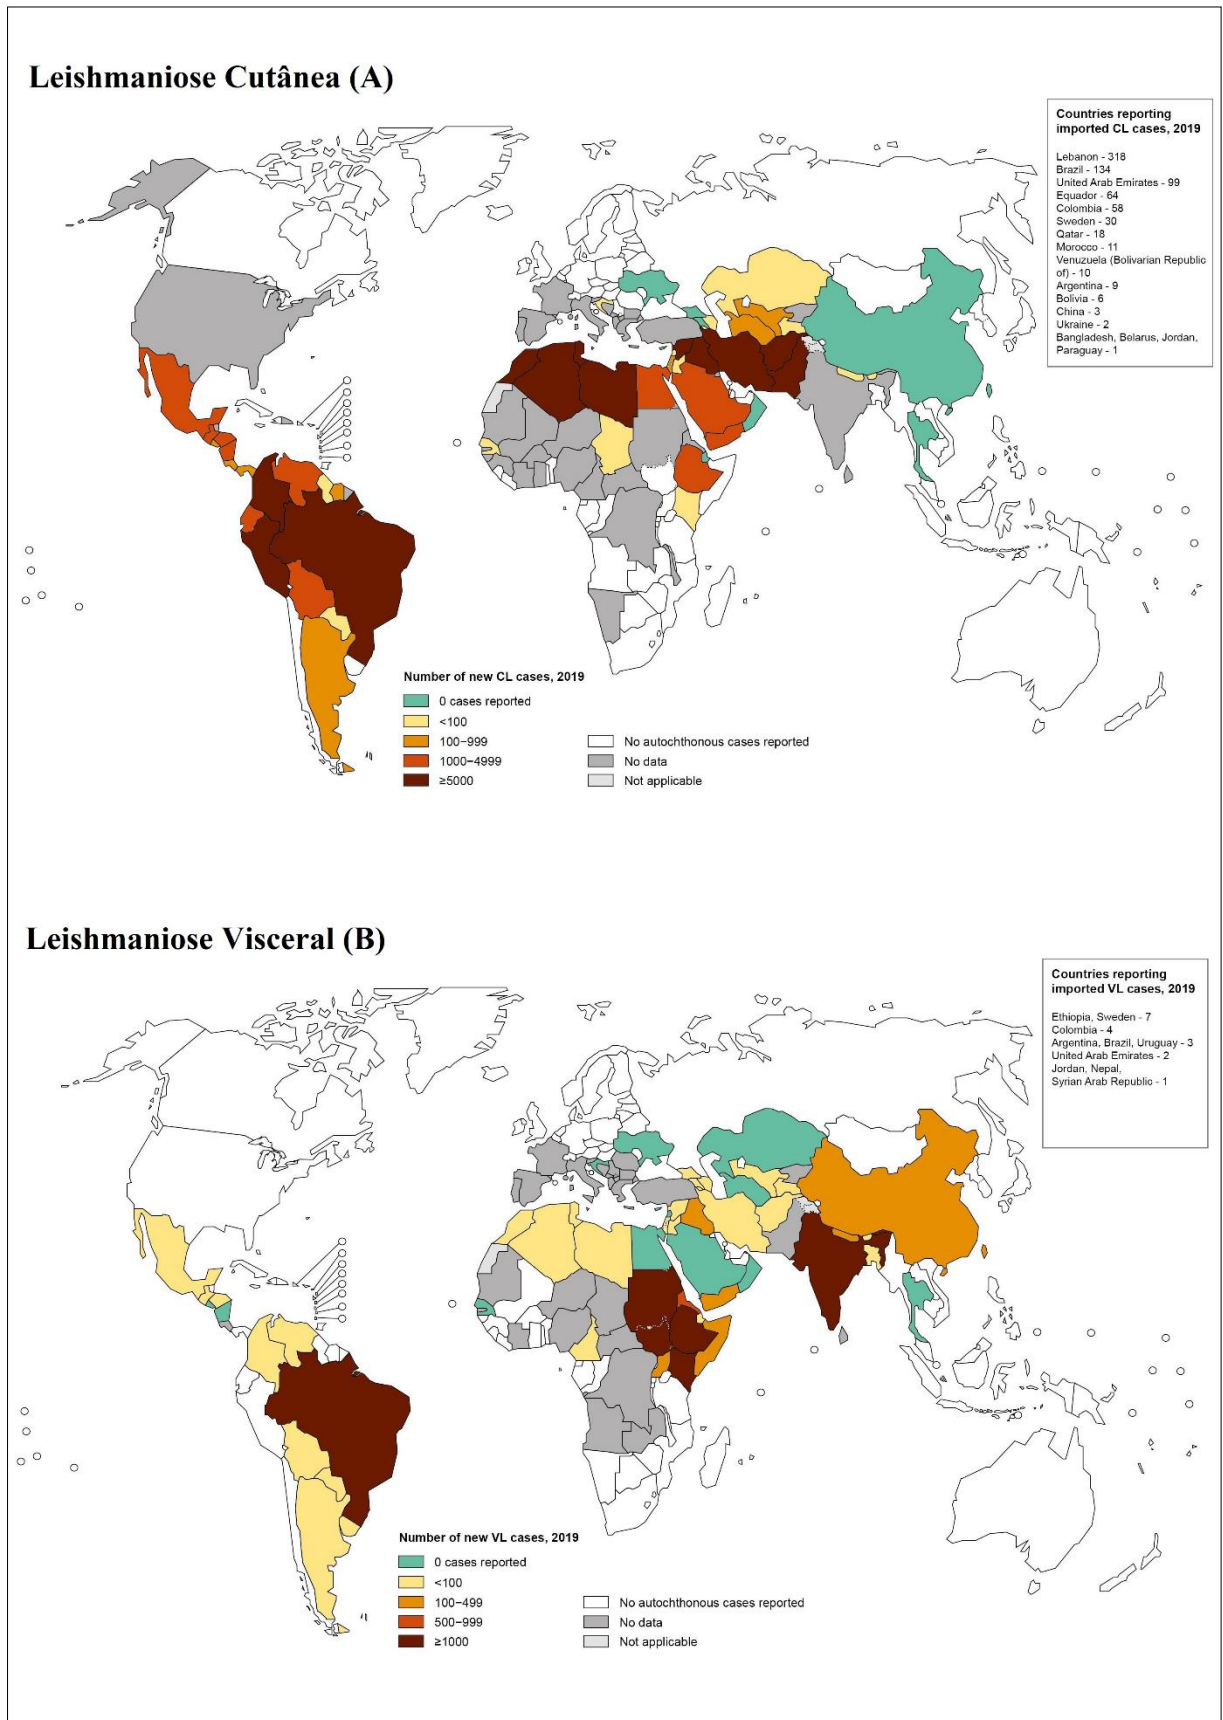 Leishmaniose Cutânea (A)
Countries reporting
imported CL cases, 2019
Lebanon - 318
Brazil - 134
United Arab Emirates - 99
Equador - 64
Colombia - 58
Sweden - 30
Qatar - 18
Morocco - 11
Venuzuela (Bolivarian Republic
of) - 10
Argentina - 9
Bolivia - 6
China - 3
Ukraine - 2
Bangladesh, Belarus, Jordan,
Paraguay - 1
Number of new CL cases, 2019
0 cases reported
<100
100–999
1000–4999
≥5000
No autochthonous cases reported
No data
Not applicable
Leishmaniose Visceral (B)
Countries reporting
imported VL cases, 2019
Ethiopia, Sweden - 7
Colombia - 4
Argentina, Brazil, Uruguay - 3
United Arab Emirates - 2
Jordan, Nepal,
Syrian Arab Republic - 1
Number of new VL cases, 2019
0 cases reported
<100
100–499
500–999
≥1000
No autochthonous cases reported
No data
Not applicable